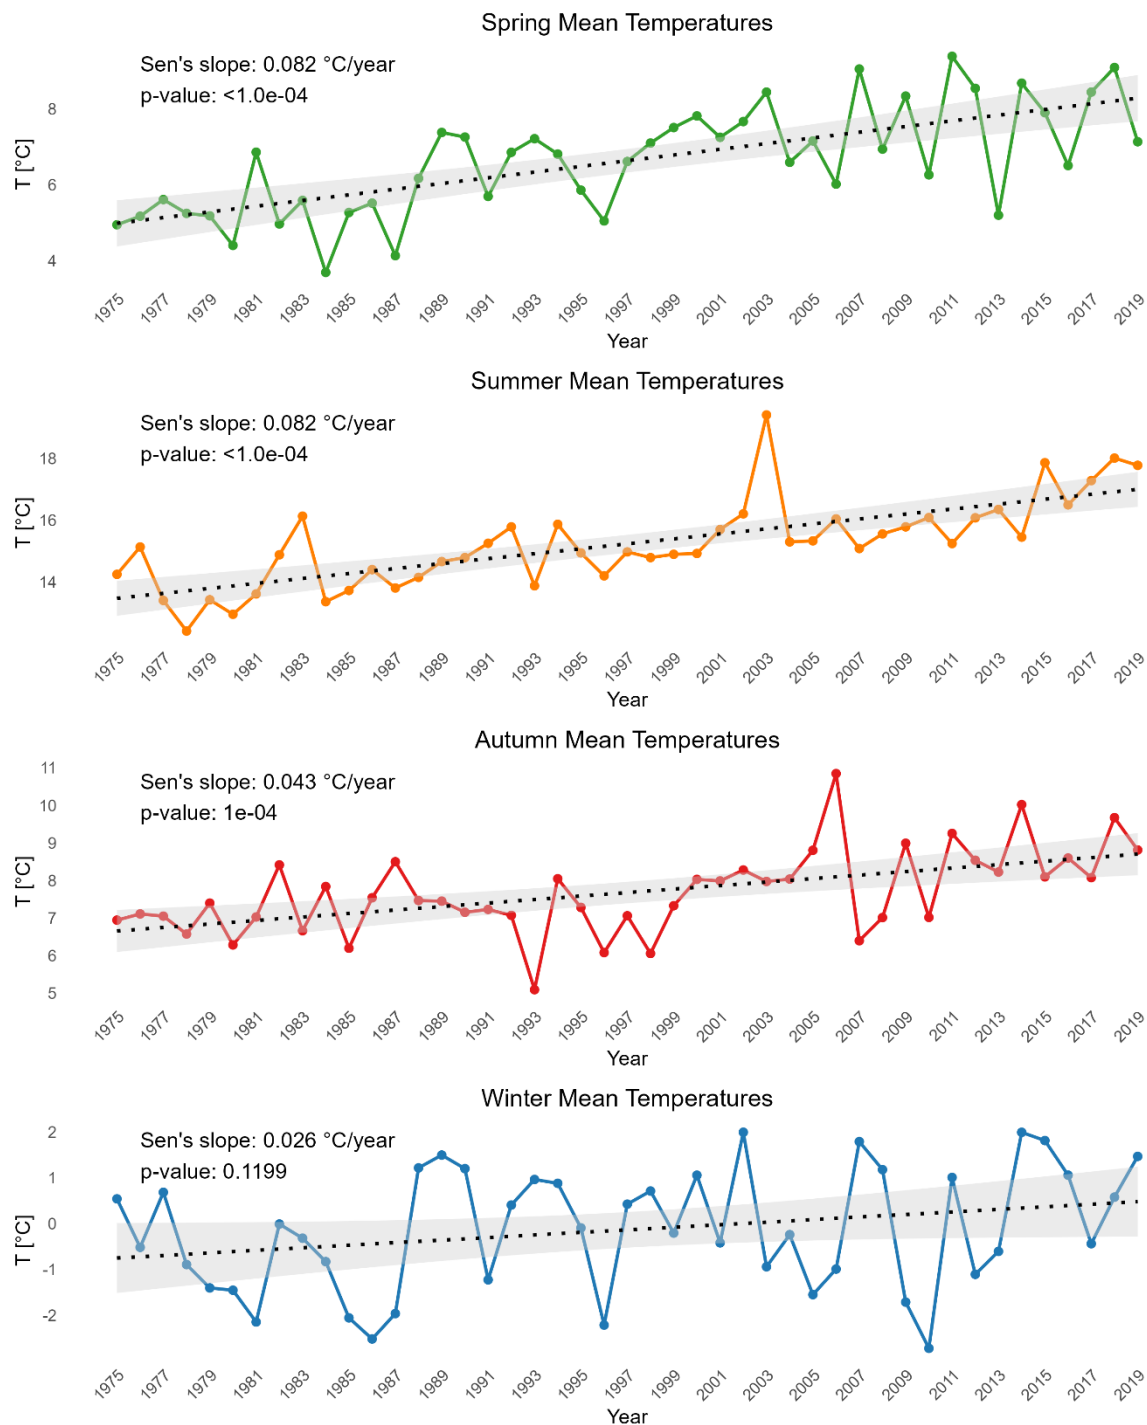 Spring Mean Temperatures
Sen's slope: 0.082 °C/year
p-value: <1.0e-04
T [°C]
8
6
4
1975 1977 1979 1981 1983 1985 1987 1989 1991 1993 1995 1997 1999 2001 2003 2005 2007 2009 2011 2013 2015 2017 2019
Year
Summer Mean Temperatures
Sen's slope: 0.082 °C/year
p-value: <1.0e-04
T [°C]
18
16
14
1975 1977 1979 1981 1983 1985 1987 1989 1991 1993 1995 1997 1999 2001 2003 2005 2007 2009 2011 2013 2015 2017 2019
Year
Autumn Mean Temperatures
Sen's slope: 0.043 °C/year
p-value: 1e-04
T [°C]
11
10
9
8
7
6
5
1975 1977 1979 1981 1983 1985 1987 1989 1991 1993 1995 1997 1999 2001 2003 2005 2007 2009 2011 2013 2015 2017 2019
Year
Winter Mean Temperatures
Sen's slope: 0.026 °C/year
p-value: 0.1199
T [°C]
2
1
0
-1
-2
1975 1977 1979 1981 1983 1985 1987 1989 1991 1993 1995 1997 1999 2001 2003 2005 2007 2009 2011 2013 2015 2017 2019
Year